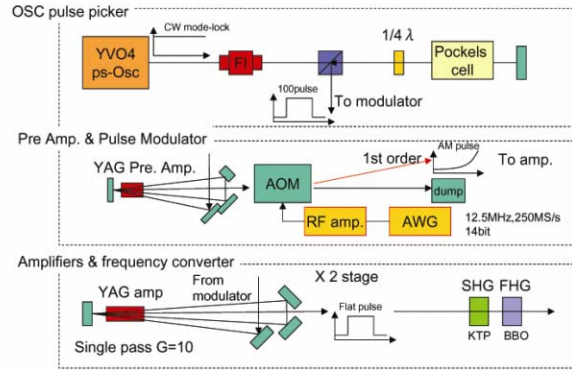 OSC pulse picker
CW mode-lock
YVO4
ps-Osc
FI
1/4 λ
Pockels
cell
100pulse
To modulator
Pre Amp. & Pulse Modulator
YAG Pre. Amp.
AOM
1st order
AM pulse
To amp.
dump
RF amp.
AWG
12.5MHz,250MS/s
14bit
Amplifiers & frequency converter
From
modulator
X 2 stage
YAG amp
Flat pulse
SHG
FHG
KTP
BBO
Single pass G=10